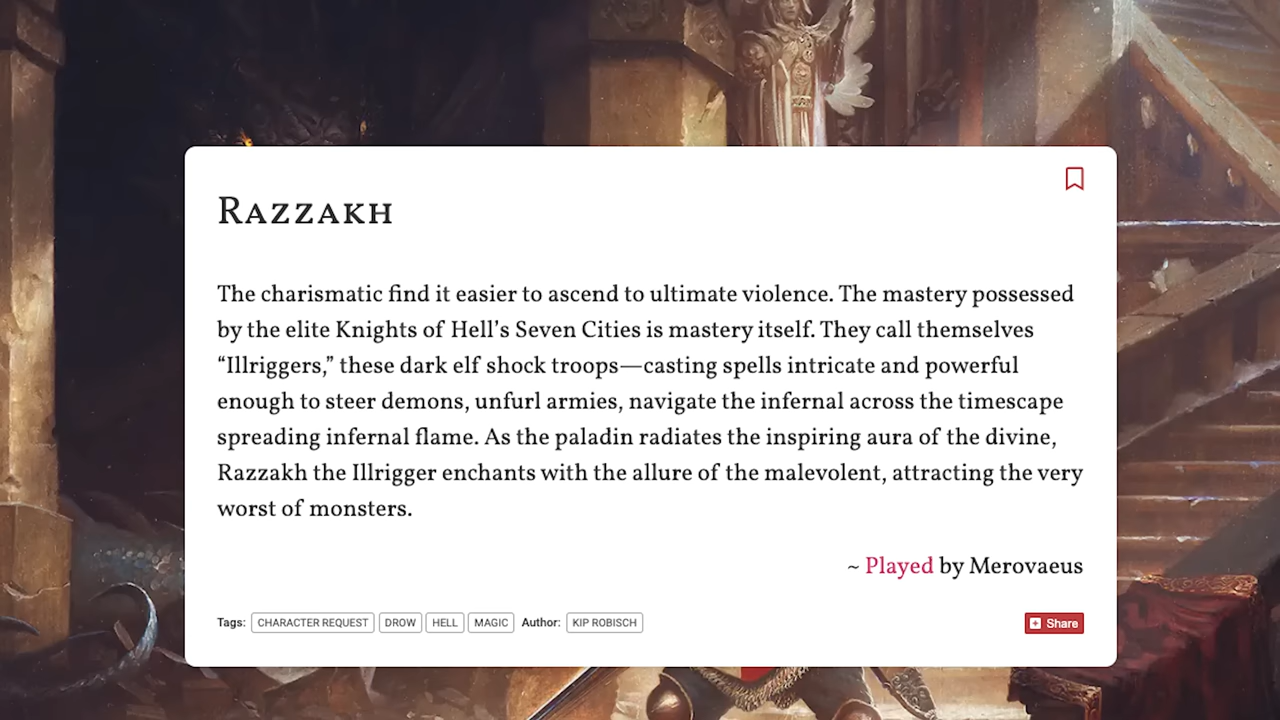 Razzakh
The charismatic find it easier to ascend to ultimate violence. The mastery possessed
by the elite Knights of Hell’s Seven Cities is mastery itself. They call themselves
“Illriggers,” these dark elf shock troops—casting spells intricate and powerful
enough to steer demons, unfurl armies, navigate the infernal across the timescape
spreading infernal flame. As the paladin radiates the inspiring aura of the divine,
Razzakh the Illrigger enchants with the allure of the malevolent, attracting the very
worst of monsters.
~ Played by Merovaeus
Tags: CHARACTER REQUEST DROW HELL MAGIC Author: KIP ROBISCH Share